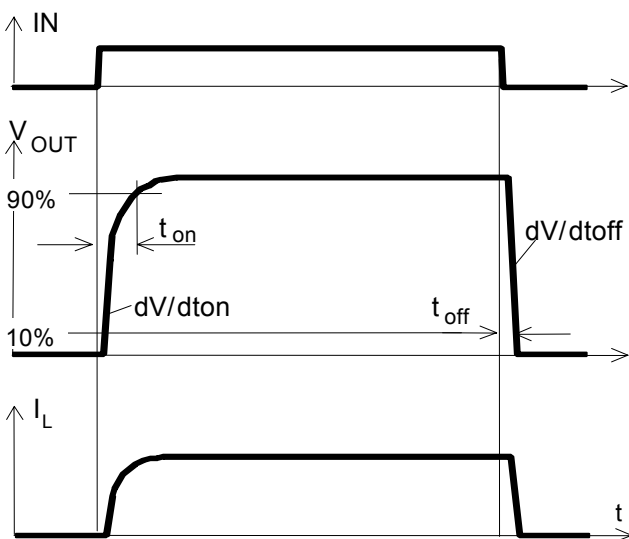 IN
V OUT
90%
t on
dV/dtoff
dV/dton
t off
10%
I L
t